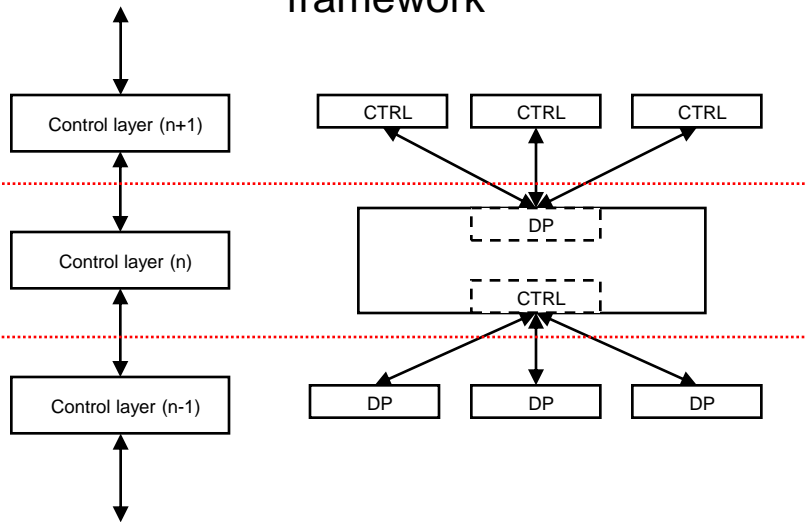 framework
Control layer (n+1)
CTRL
CTRL
CTRL
DP
Control layer (n)
CTRL
Control layer (n-1)
DP
DP
DP